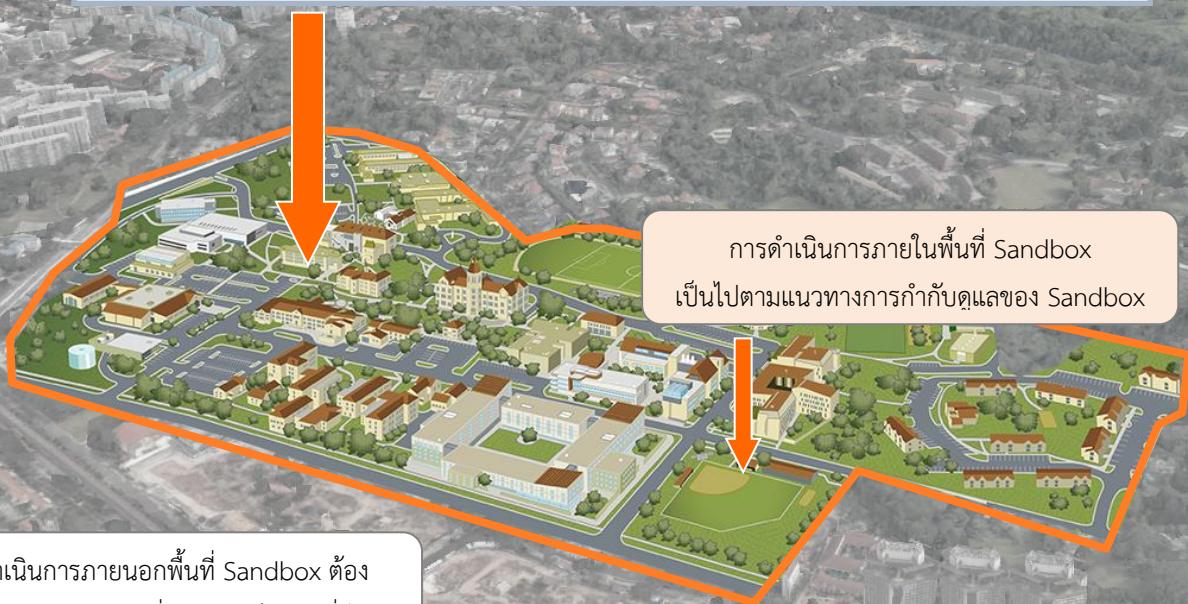 การดำเนินการภายในพื้นที่ Sandbox
เป็นไปตามแนวทางการกำกับดูแลของ Sandbox
เนินการภายนอกพื้นที่ Sandbox ต้อง